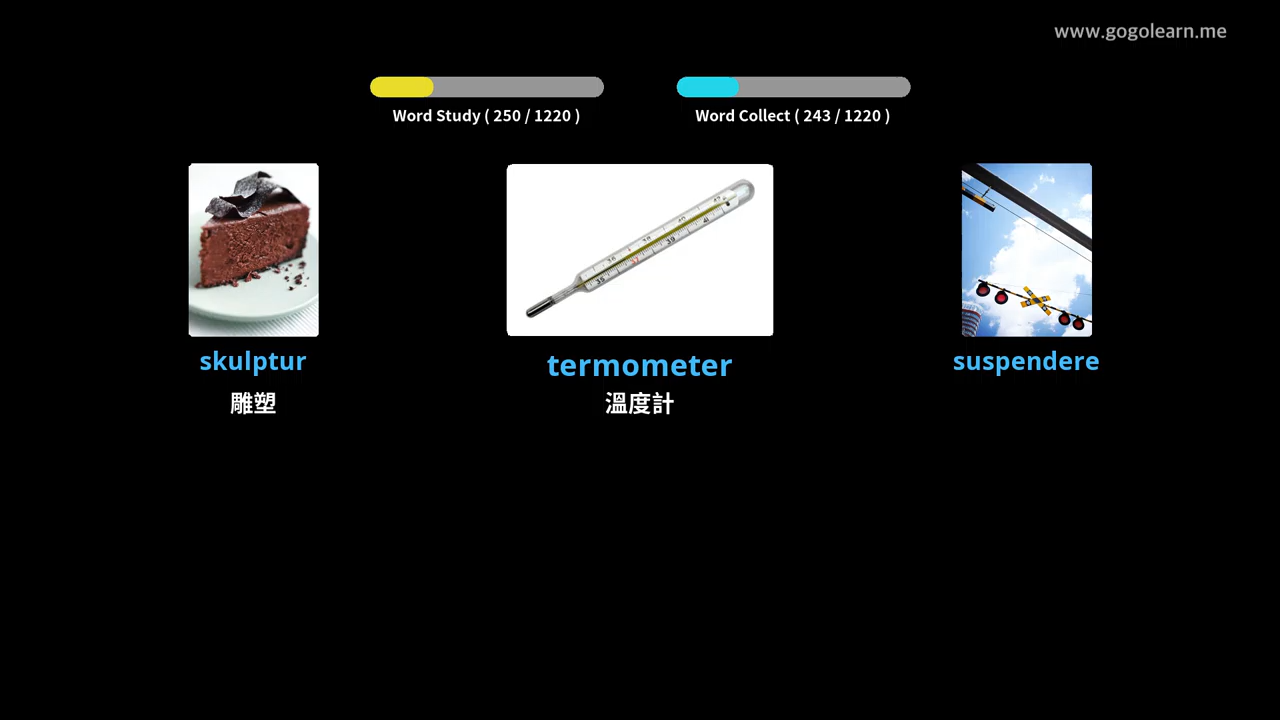 www.gogolearn.me
Word Study ( 250 / 1220 )
Word Collect ( 243 / 1220 )
skulptur
雕塑
termometer
溫度計
suspendere